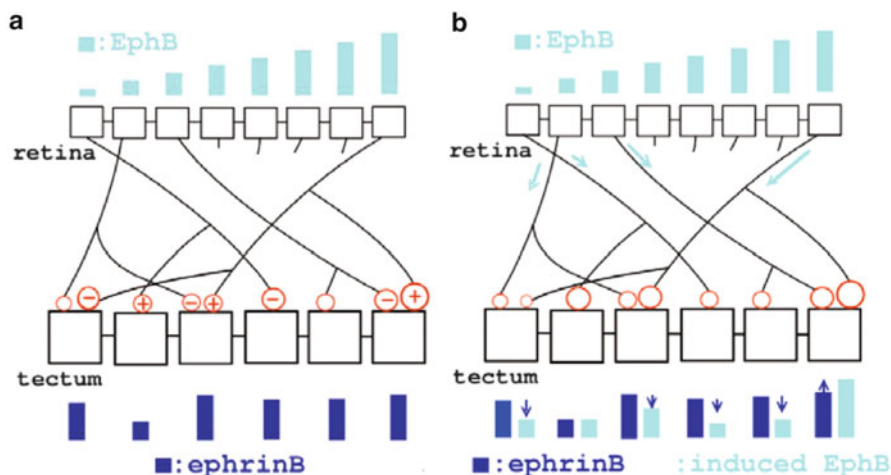 a
■:EphB
retina
− + − + − − +
tectum
■:ephrinB
b
■:EphB
retina
tectum
■:ephrinB ■:induced EphB